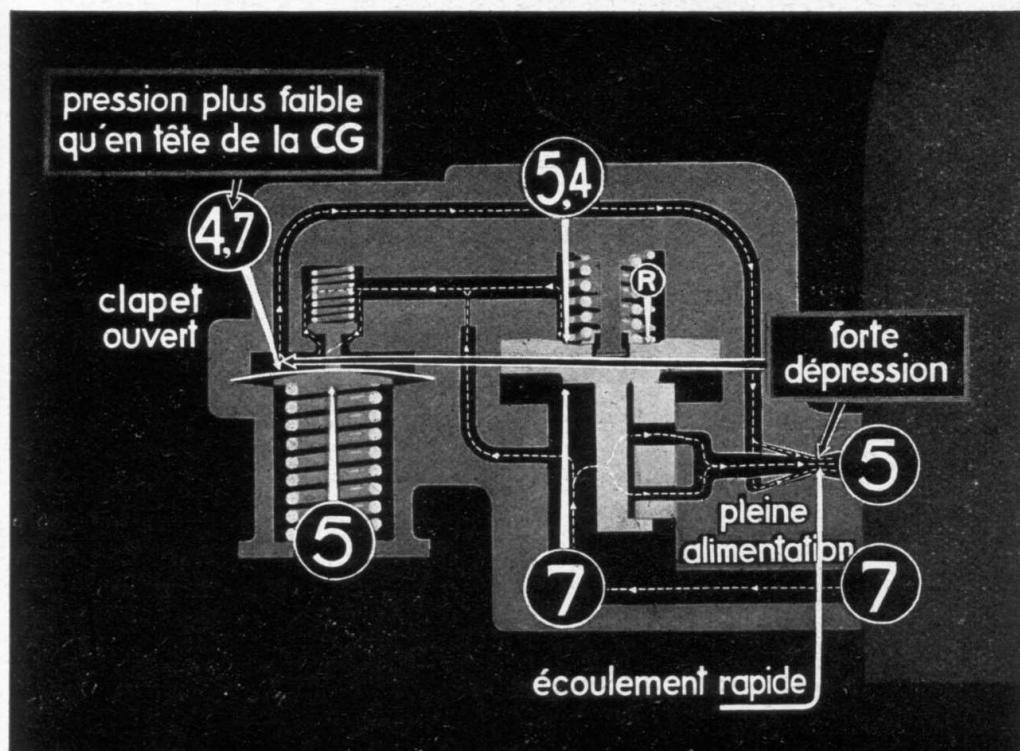 pression plus faible
qu'en tête de la CG
5,4
4,7
R
clapet
ouvert
forte
dépression
5
5
pleine
alimentation
7
7
écoulement rapide